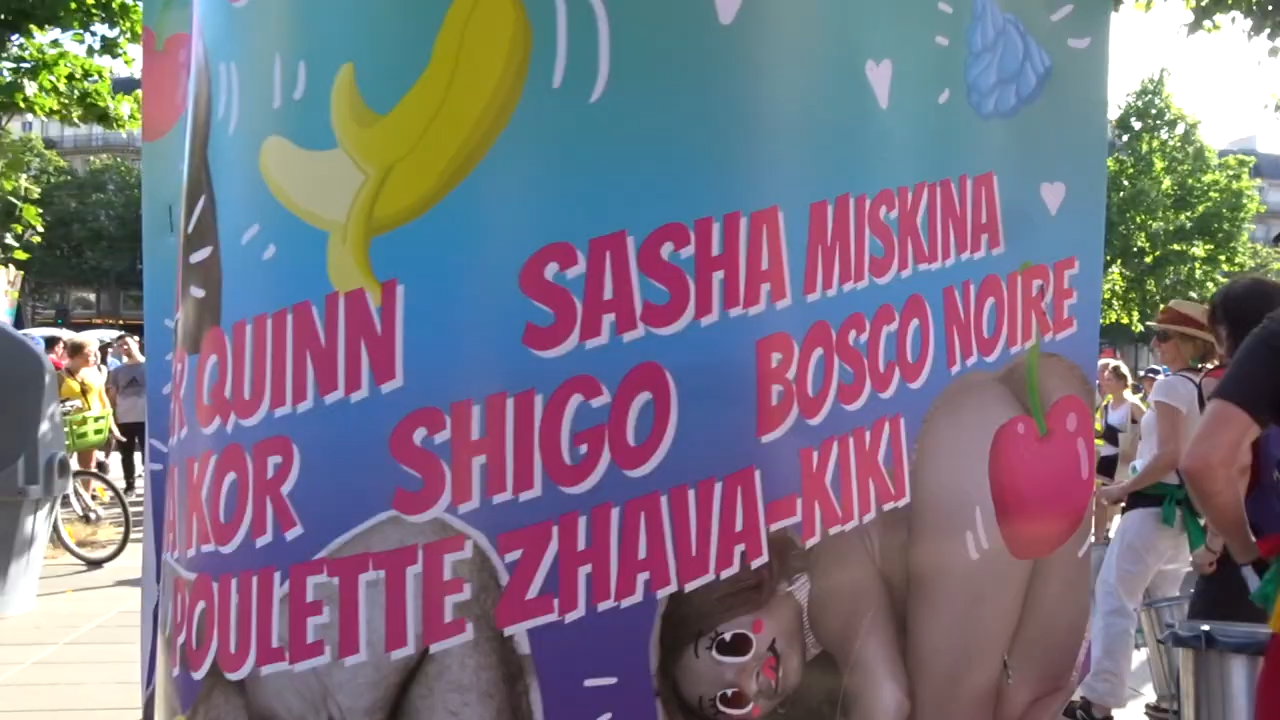 SASHA MISKINA
R QUINN
BOSCO NOIRE
SHIGO
A KOR
POULETTE ZHAVA-KIKI